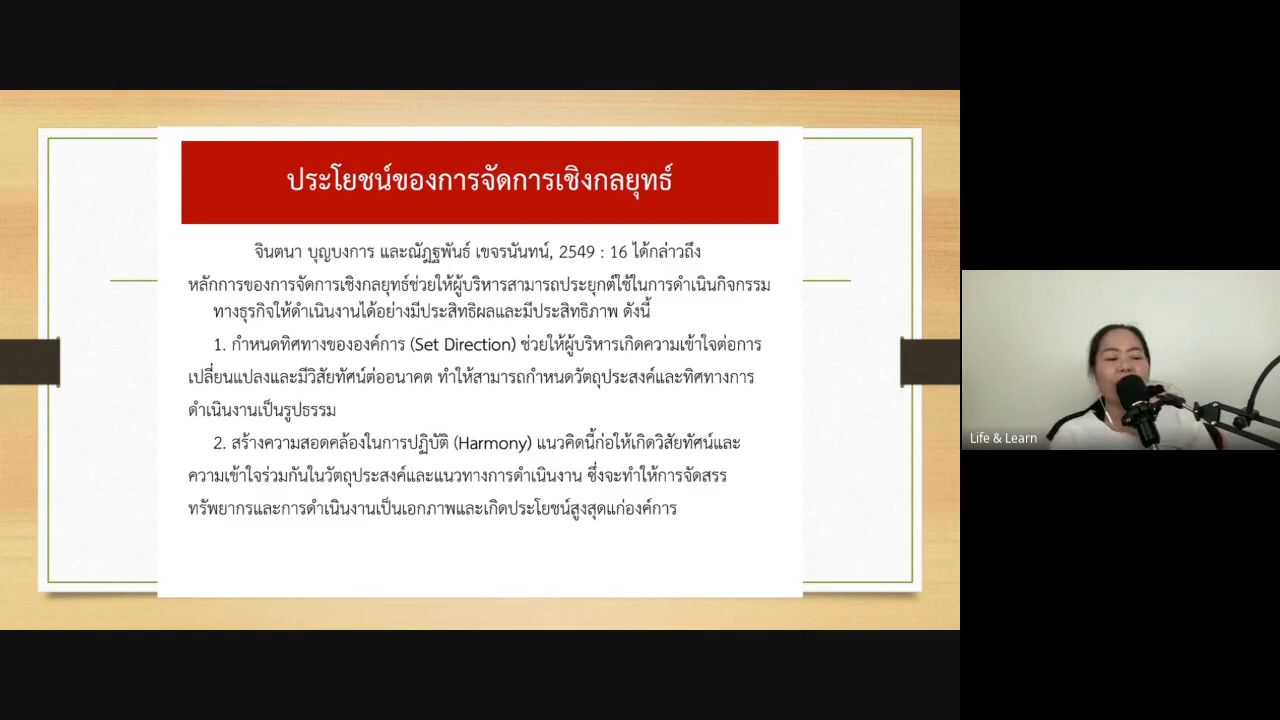 ประโยชน์ของการจัดการเชิงกลยุทธ์
จินตนา บุญบงการ และณัฏฐพันธ์ เขจรนันทน์, 2549 : 16 ได้กล่าวถึง
หลักการของการจัดการเชิงกลยุทธ์ช่วยให้ผู้บริหารสามารถประยุกต์ใช้ในการดำเนินกิจกรรม
ทางธุรกิจให้ดำเนินงานได้อย่างมีประสิทธิผลและมีประสิทธิภาพ ดังนี้
1. กำหนดทิศทางขององค์การ (Set Direction) ช่วยให้ผู้บริหารเกิดความเข้าใจต่อการ
เปลี่ยนแปลงและมีวิสัยทัศน์ต่ออนาคต ทำให้สามารถกำหนดวัตถุประสงค์และทิศทางการ
ดำเนินงานเป็นรูปธรรม
2. สร้างความสอดคล้องในการปฏิบัติ (Harmony) แนวคิดนี้ก่อให้เกิดวิสัยทัศน์และ
ความเข้าใจร่วมกันในวัตถุประสงค์และแนวทางการดำเนินงาน ซึ่งจะทำให้การจัดสรร
ทรัพยากรและการดำเนินงานเป็นเอกภาพและเกิดประโยชน์สูงสุดแก่องค์การ
Life & Learn